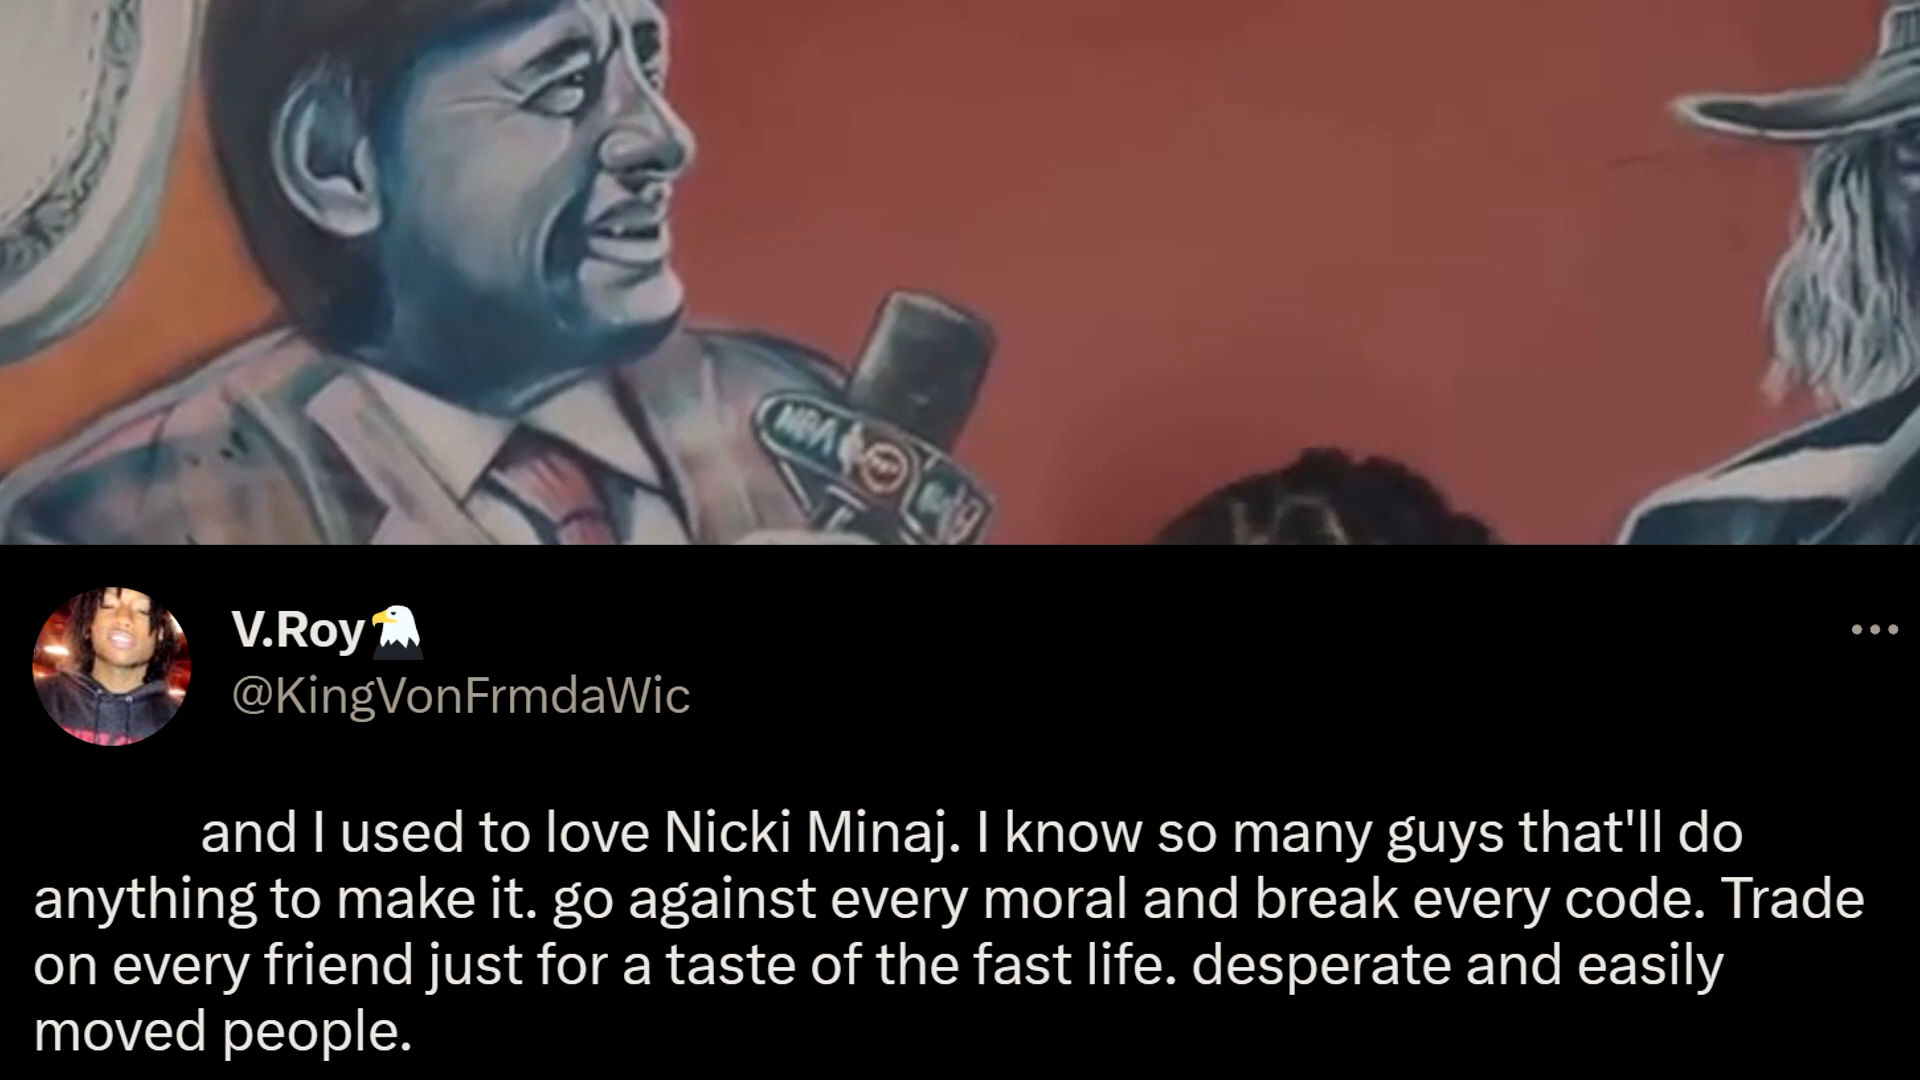 NBA
V.Roy
@KingVonFrmdaWic
and I used to love Nicki Minaj. I know so many guys that'll do
anything to make it. go against every moral and break every code. Trade
on every friend just for a taste of the fast life. desperate and easily
moved people.